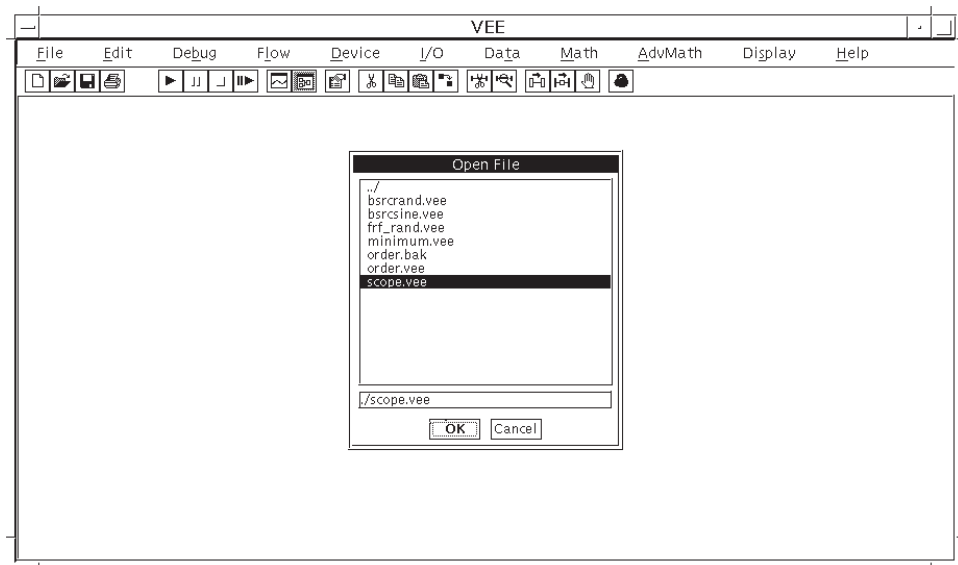 VEE
File Edit Debug Flow Device I/O Data Math AdvMath Display Help
Open File
../
bsrcrand.vee
bsrcsine.vee
frf_rand.vee
minimum.vee
order.bak
order.vee
scope.vee
./scope.vee
OK Cancel